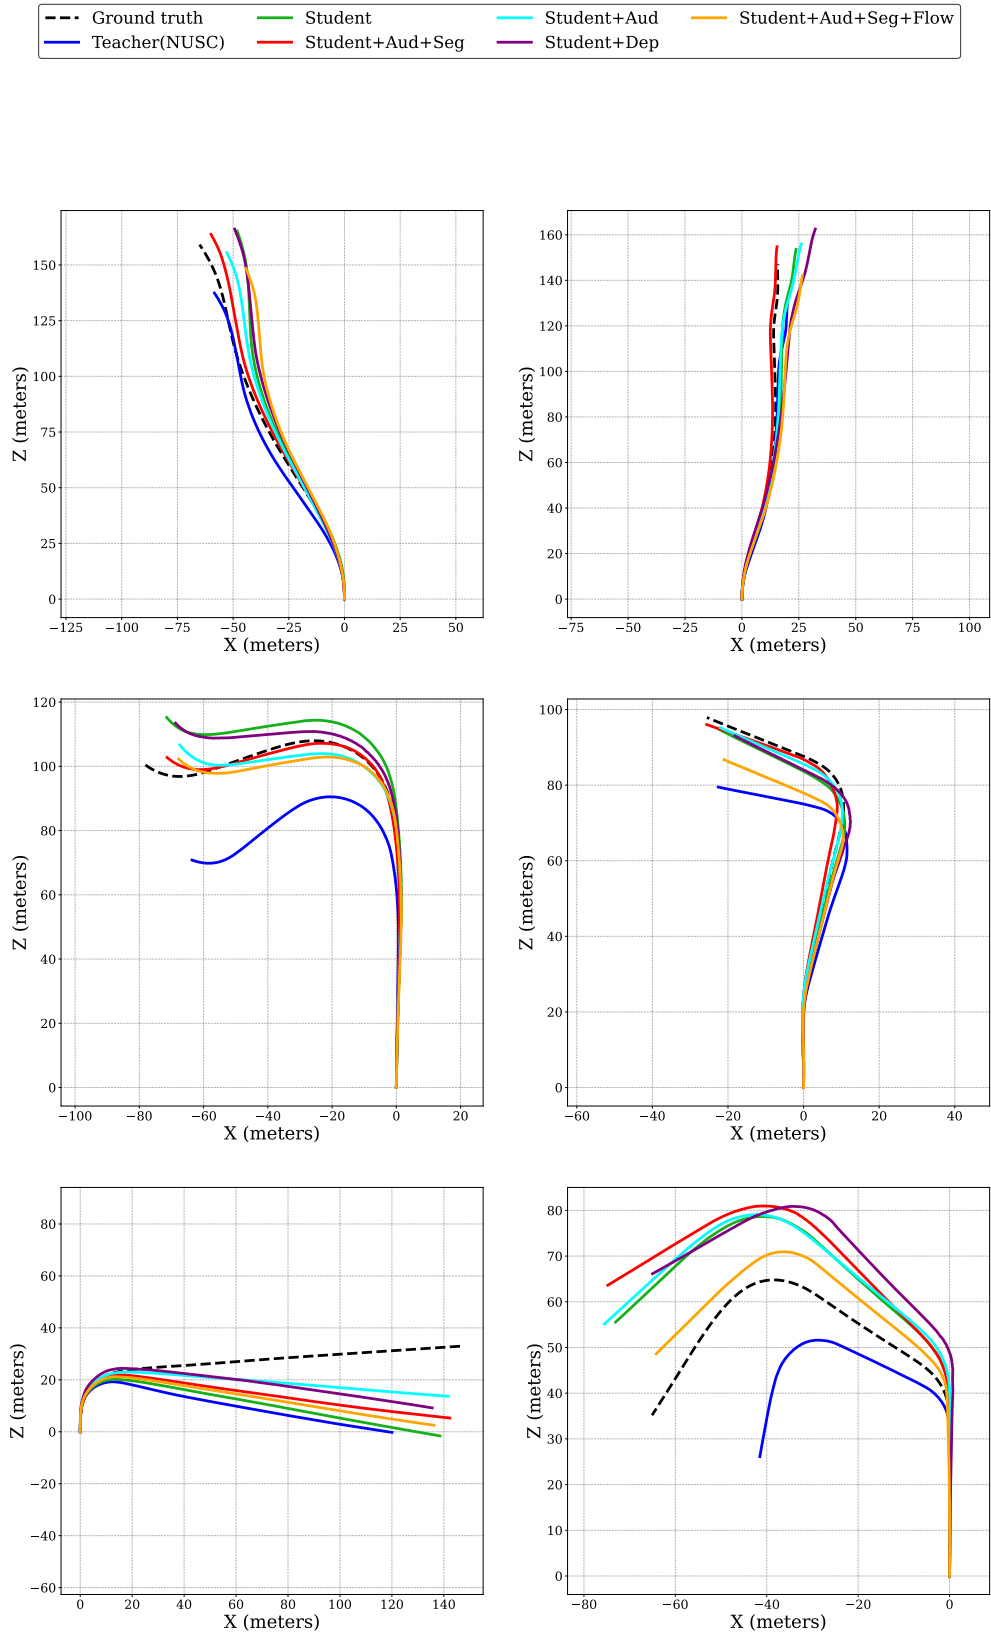 Ground truth Student Student+Aud Student+Aud+Seg+Flow
Teacher(NUSC) Student+Aud+Seg Student+Dep
150
125
100
75
50
25
0
Z (meters)
−125 −100 −75 −50 −25 0 25 50
X (meters)
160
140
120
100
80
60
40
20
0
Z (meters)
−75 −50 −25 0 25 50 75 100
X (meters)
120
100
80
60
40
20
0
Z (meters)
−100 −80 −60 −40 −20 0 20
X (meters)
100
80
60
40
20
0
Z (meters)
−60 −40 −20 0 20 40
X (meters)
80
60
40
20
0
−20
−40
−60
Z (meters)
0 20 40 60 80 100 120 140
X (meters)
80
70
60
50
40
30
20
10
0
Z (meters)
−80 −60 −40 −20 0
X (meters)